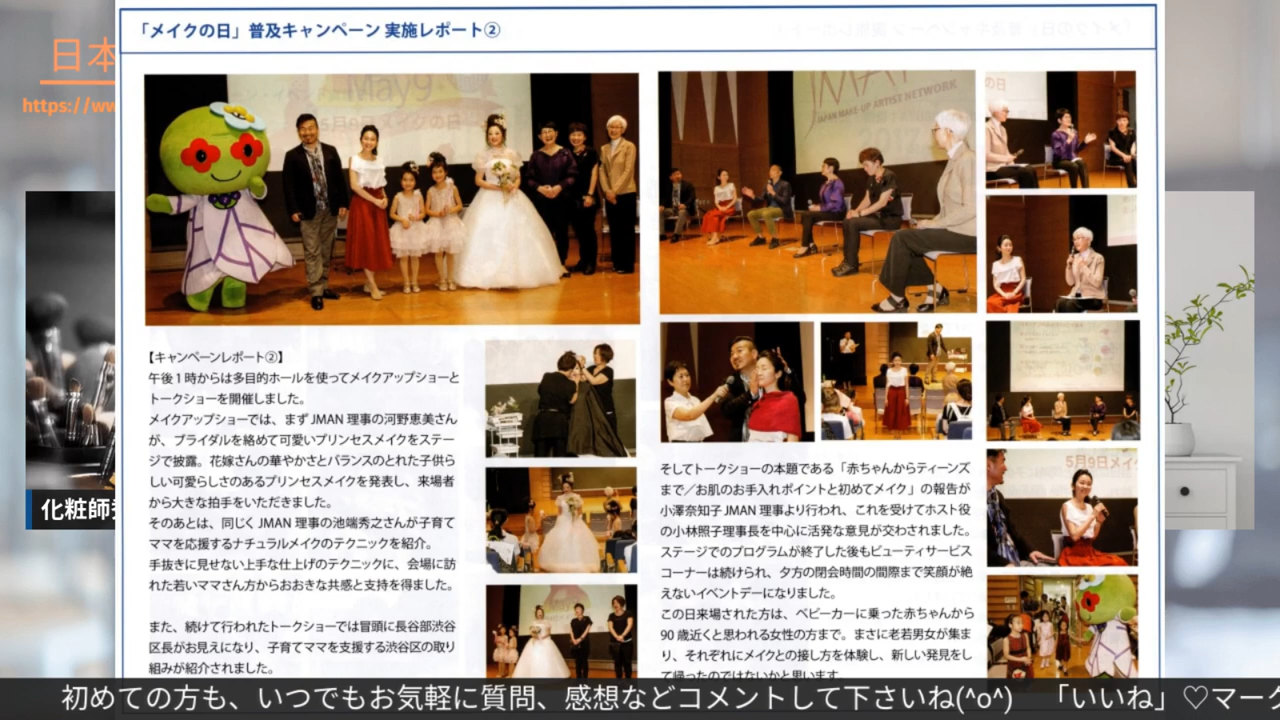 「メイクの日」普及キャンペーン 実施レポート②
日本
https://ww
May9
5月9日メイクの日
JMAN
JAPAN MAKE-UP ARTIST NETWORK
の日
【キャンペーンレポート②】
午後1時からは多目的ホールを使ってメイクアップショーと
トークショーを開催しました。
メイクアップショーでは、まず JMAN 理事の河野恵美さん
が、ブライダルを絡めて可愛いプリンセスメイクをステー
ジで披露。花嫁さんの華やかさとバランスのとれた子供ら
しい可愛らしさのあるプリンセスメイクを発表し、来場者
から大きな拍手をいただきました。
そのあとは、同じく JMAN 理事の池端秀之さんが子育て
ママを応援するナチュラルメイクのテクニックを紹介。
手抜きに見せない上手な仕上げのテクニックに、会場に訪
れた若いママさん方からおおきな共感と支持を得ました。
また、続けて行われたトークショーでは冒頭に長谷部渋谷
区長がお見えになり、子育てママを支援する渋谷区の取り
組みが紹介されました。
May9
そしてトークショーの本題である「赤ちゃんからティーンズ
まで／お肌のお手入れポイントと初めてメイク」の報告が
小澤奈知子 JMAN 理事より行われ、これを受けてホスト役
の小林照子理事長を中心に活発な意見が交わされました。
ステージでのプログラムが終了した後もビューティサービス
コーナーは続けられ、夕方の閉会時間の間際まで笑顔が絶
えないイベントデーになりました。
この日来場された方は、ベビーカーに乗った赤ちゃんから
90 歳近くと思われる女性の方まで。まさに老若男女が集ま
り、それぞれにメイクとの接し方を体験し、新しい発見をし
て帰ったのではないかと思います。
5月9日メイク
化粧師秀
初めての方も、いつでもお気軽に質問、感想などコメントして下さいね(^o^)　「いいね」♡マーク